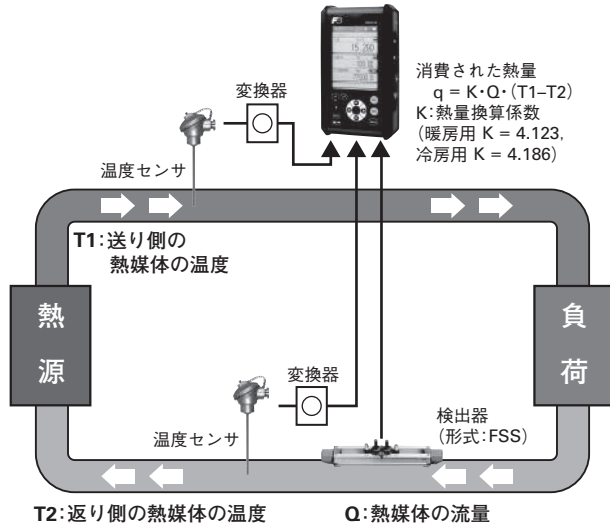 消費された熱量
q = K・Q・(T1–T2)
K：熱量換算係数
(暖房用 K = 4.123,
冷房用 K = 4.186)
変換器
温度センサ
T1：送り側の
熱媒体の温度
熱
源
負
荷
変換器
温度センサ
検出器
(形式：FSS)
T2：返り側の熱媒体の温度
Q：熱媒体の流量